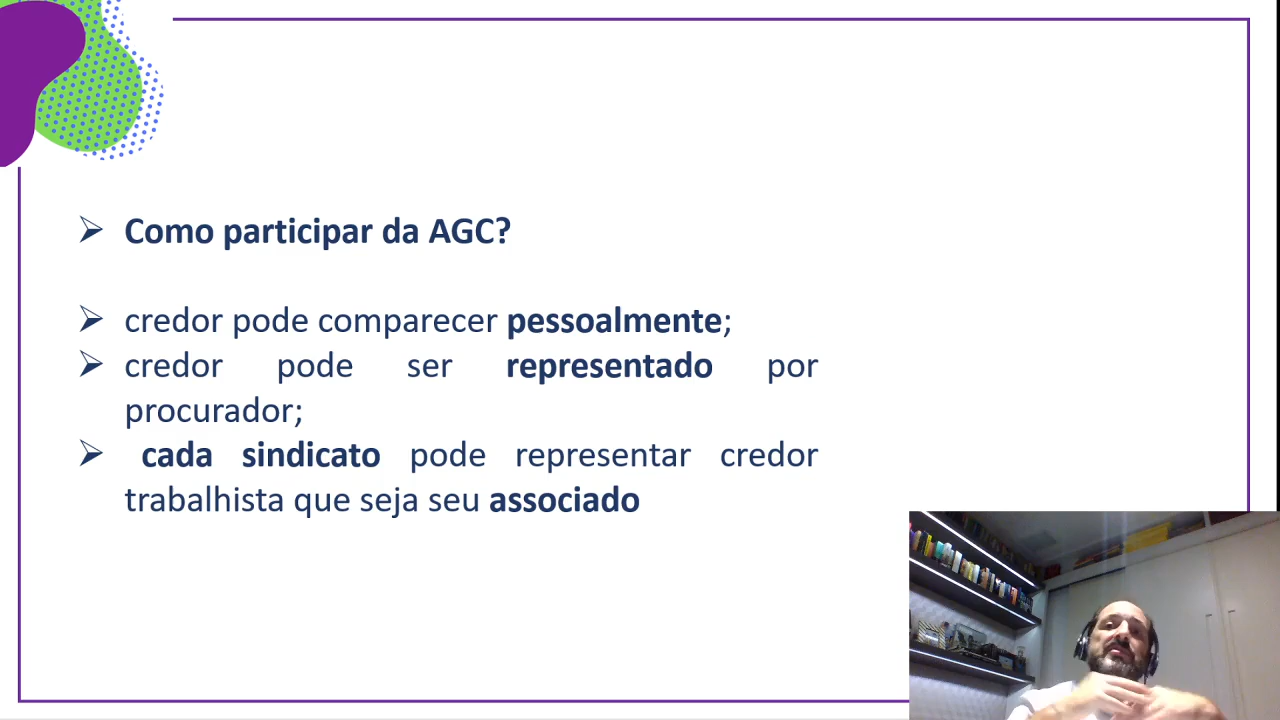 Como participar da AGC?
credor pode comparecer pessoalmente;
credor pode ser representado por
procurador;
cada sindicato pode representar credor
trabalhista que seja seu associado